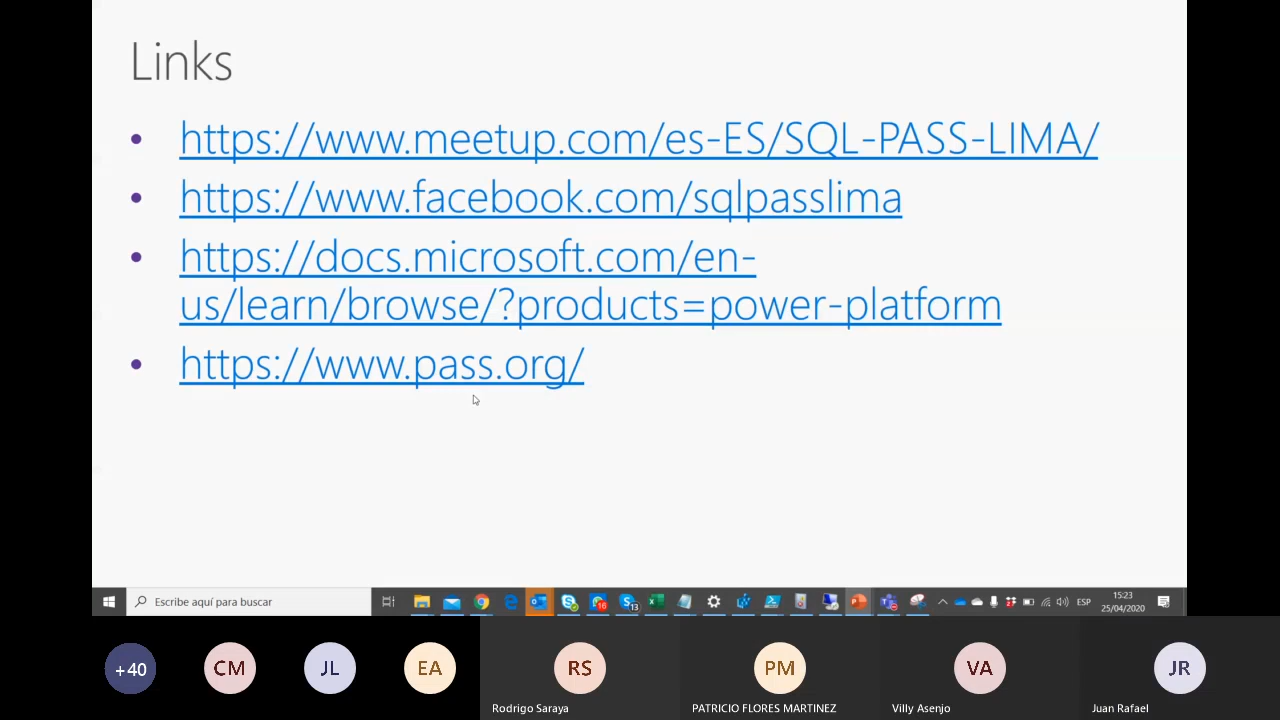 Links
• https://www.meetup.com/es-ES/SQL-PASS-LIMA/
• https://www.facebook.com/sqlpasslima
• https://docs.microsoft.com/en-
us/learn/browse/?products=power-platform
• https://www.pass.org/
Escribe aquí para buscar
16
13
ESP
15:23
25/04/2020
+40
CM
JL
EA
RS
PM
VA
JR
Rodrigo Saraya
PATRICIO FLORES MARTINEZ
Villy Asenjo
Juan Rafael